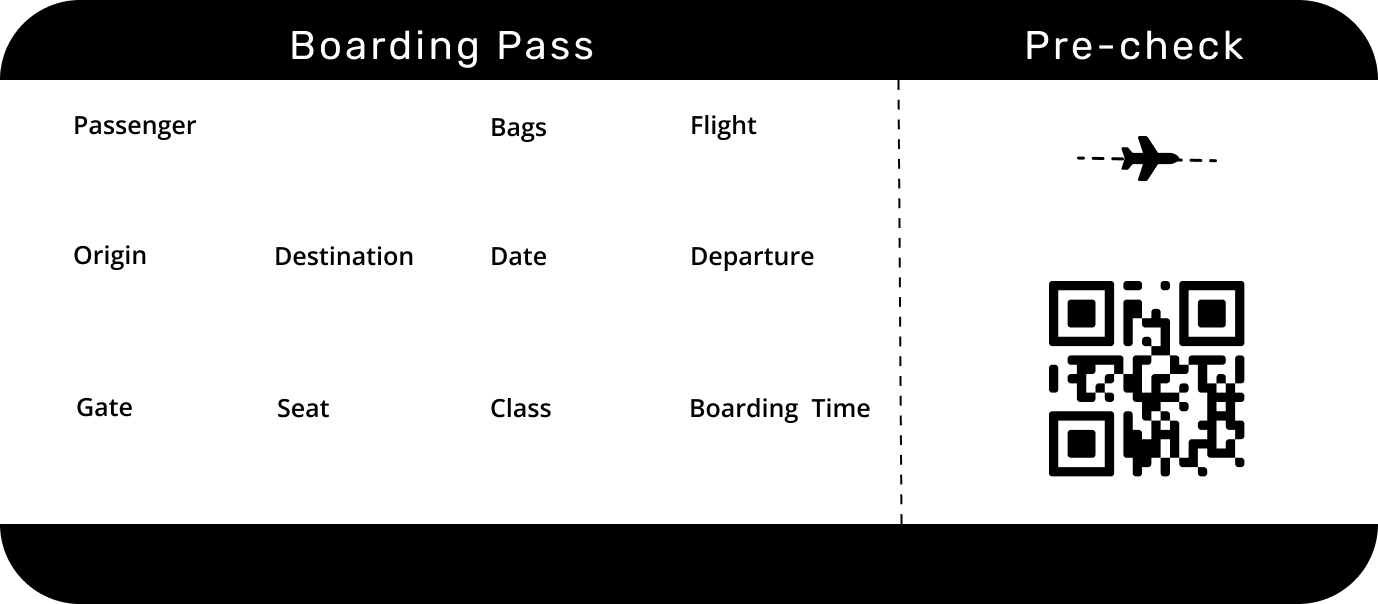 Boarding Pass
Pre-check
Passenger
Bags
Flight
Origin
Destination
Date
Departure
Gate
Seat
Class
Boarding Time